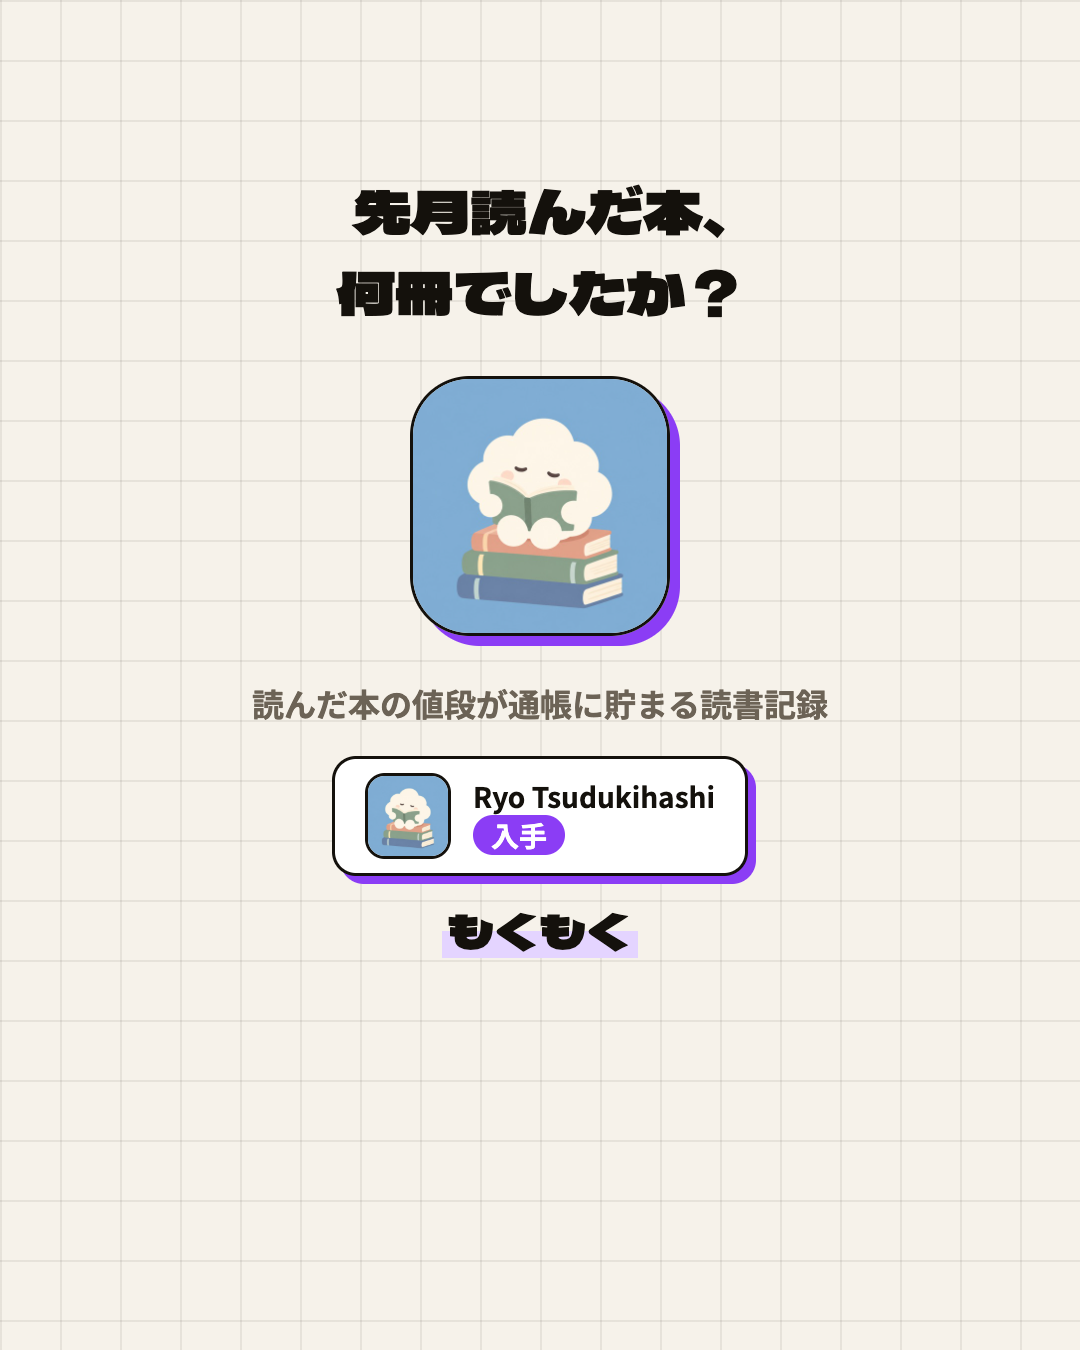 先月読んだ本、
何冊でしたか？
読んだ本の値段が通帳に貯まる読書記録
Ryo Tsudukihashi
入手
もくもく